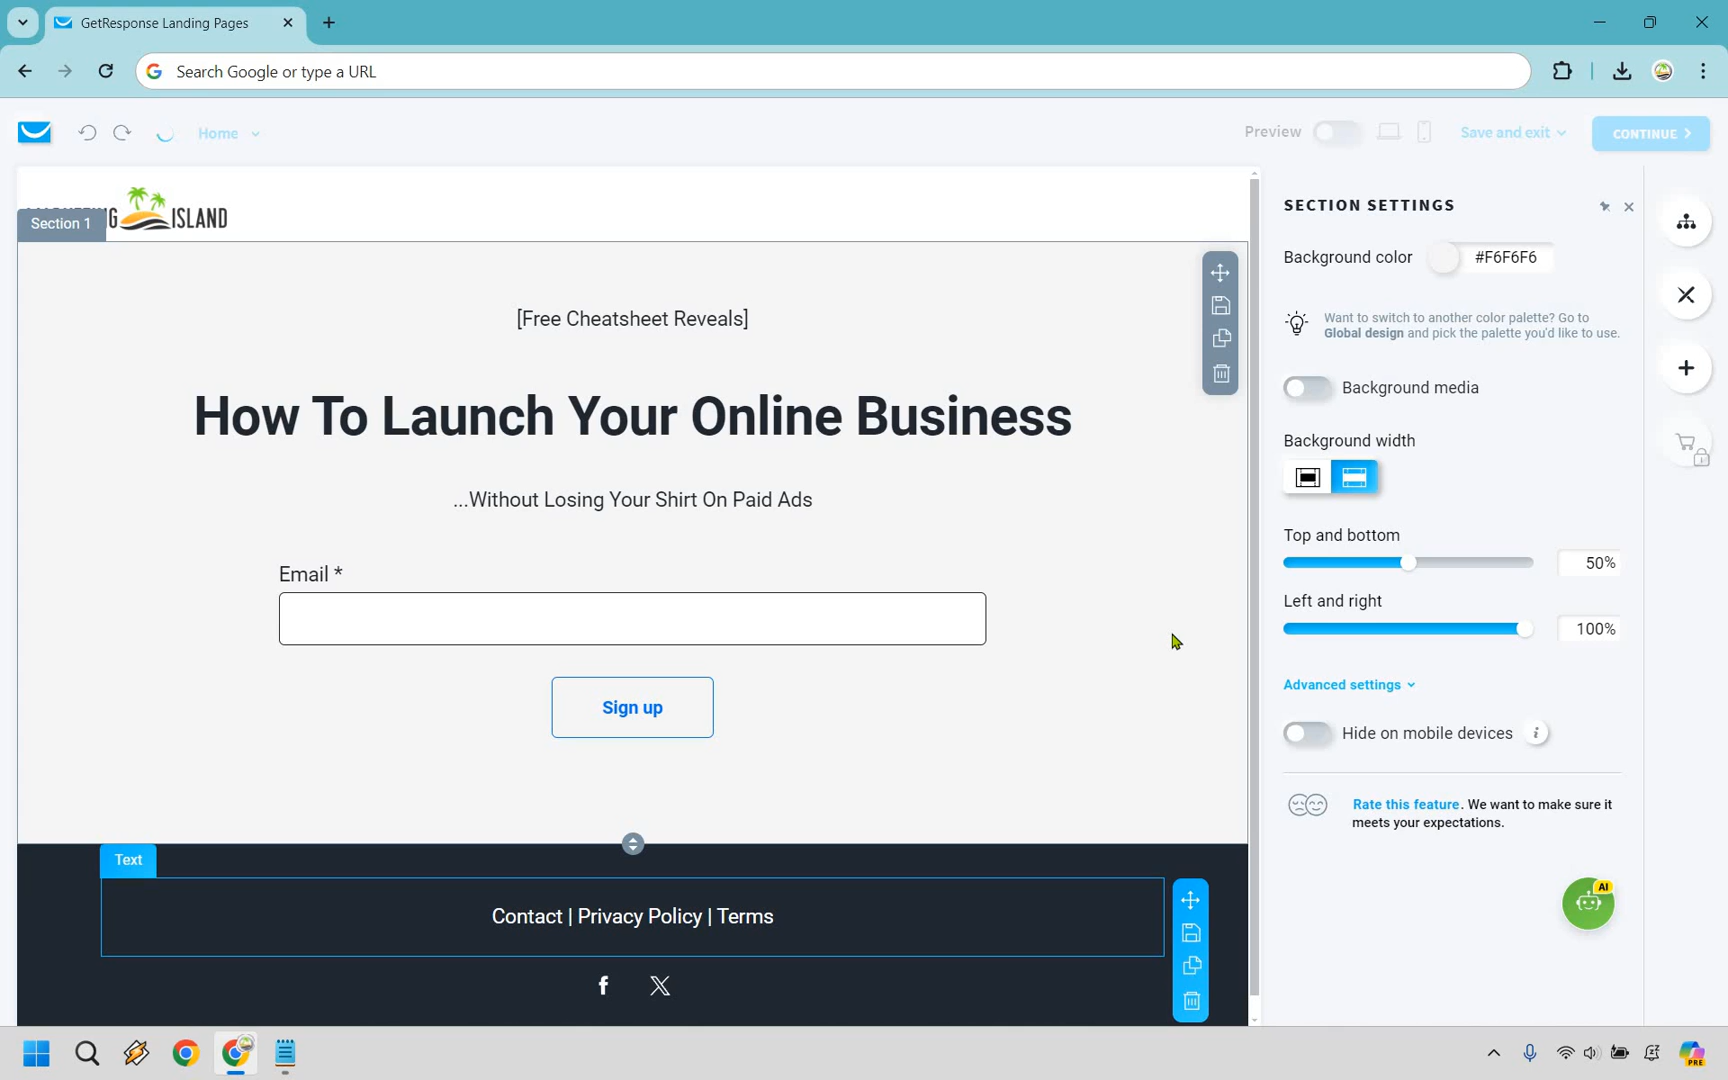 GetResponse Landing Pages
Search Google or type a URL
Home
Preview
Save and exit
CONTINUE
ISLAND
Section 1
[Free Cheatsheet Reveals]
How To Launch Your Online Business
...Without Losing Your Shirt On Paid Ads
Email *
Sign up
Text
Contact | Privacy Policy | Terms
SECTION SETTINGS
Background color
#F6F6F6
Want to switch to another color palette? Go to
Global design and pick the palette you'd like to use.
Background media
Background width
Top and bottom
50%
Left and right
100%
Advanced settings
Hide on mobile devices
i
Rate this feature. We want to make sure it
meets your expectations.
AI
PRE